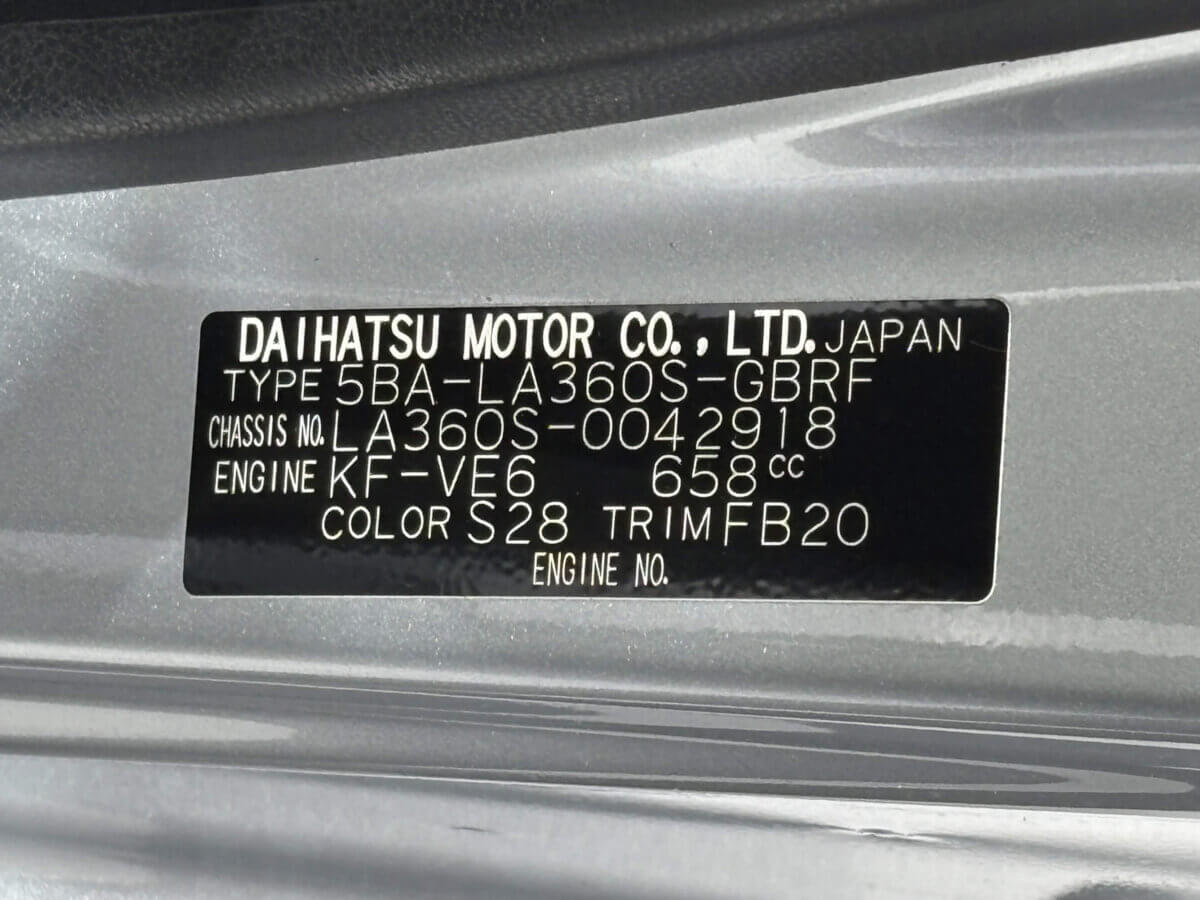 DAIHATSU MOTOR CO., LTD. JAPAN
TYPE 5BA-LA360S-GBRF
CHASSIS NO. LA360S-0042918
ENGINE KF-VE6 658cc
COLOR S28 TRIM FB20
ENGINE NO.